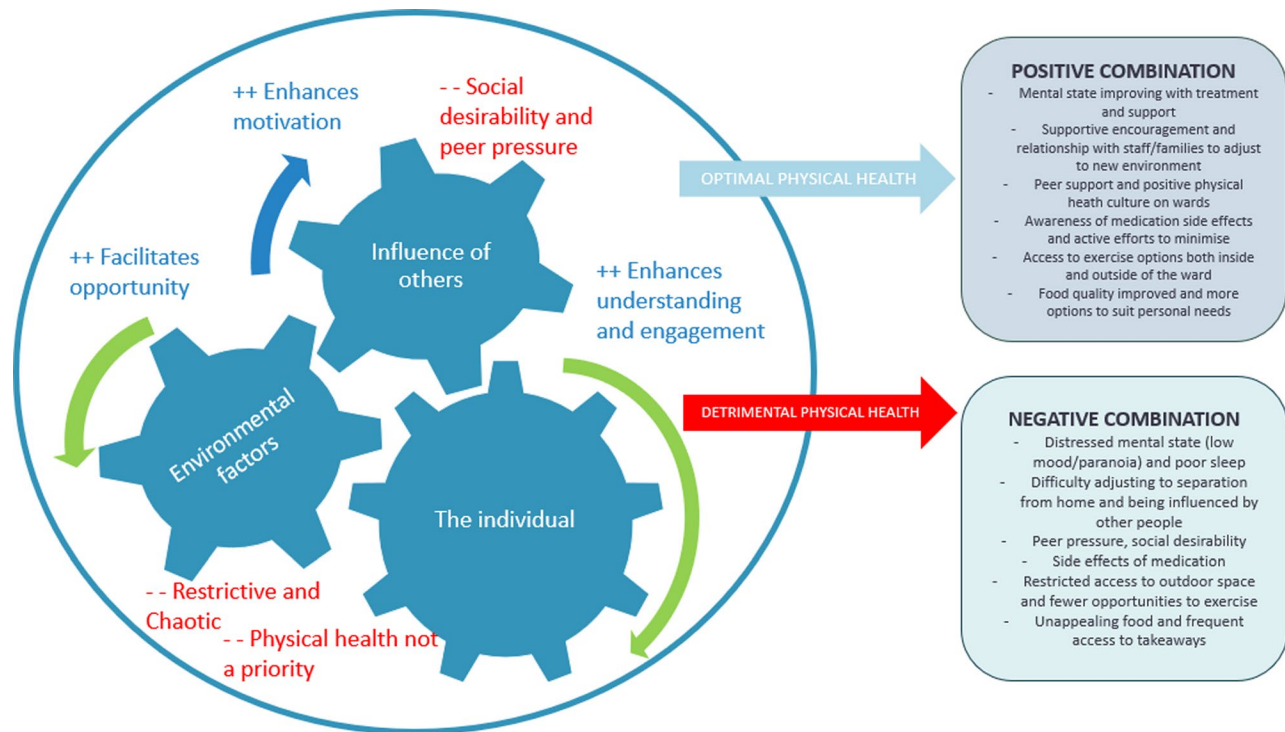 ++ Enhances
motivation
- - Social
desirability and
peer pressure
++ Facilitates
opportunity
Influence of
others
++ Enhances
understanding
and engagement
Environmental
factors
The individual
- - Restrictive and
Chaotic
- - Physical health not
a priority
OPTIMAL PHYSICAL HEALTH
DETRIMENTAL PHYSICAL HEALTH
POSITIVE COMBINATION
- Mental state improving with treatment
and support
- Supportive encouragement and
relationship with staff/families to adjust
to new environment
- Peer support and positive physical
heath culture on wards
- Awareness of medication side effects
and active efforts to minimise
- Access to exercise options both inside
and outside of the ward
- Food quality improved and more
options to suit personal needs
NEGATIVE COMBINATION
- Distressed mental state (low
mood/paranoia) and poor sleep
- Difficulty adjusting to separation
from home and being influenced by
other people
- Peer pressure, social desirability
- Side effects of medication
- Restricted access to outdoor space
and fewer opportunities to exercise
- Unappealing food and frequent
access to takeaways